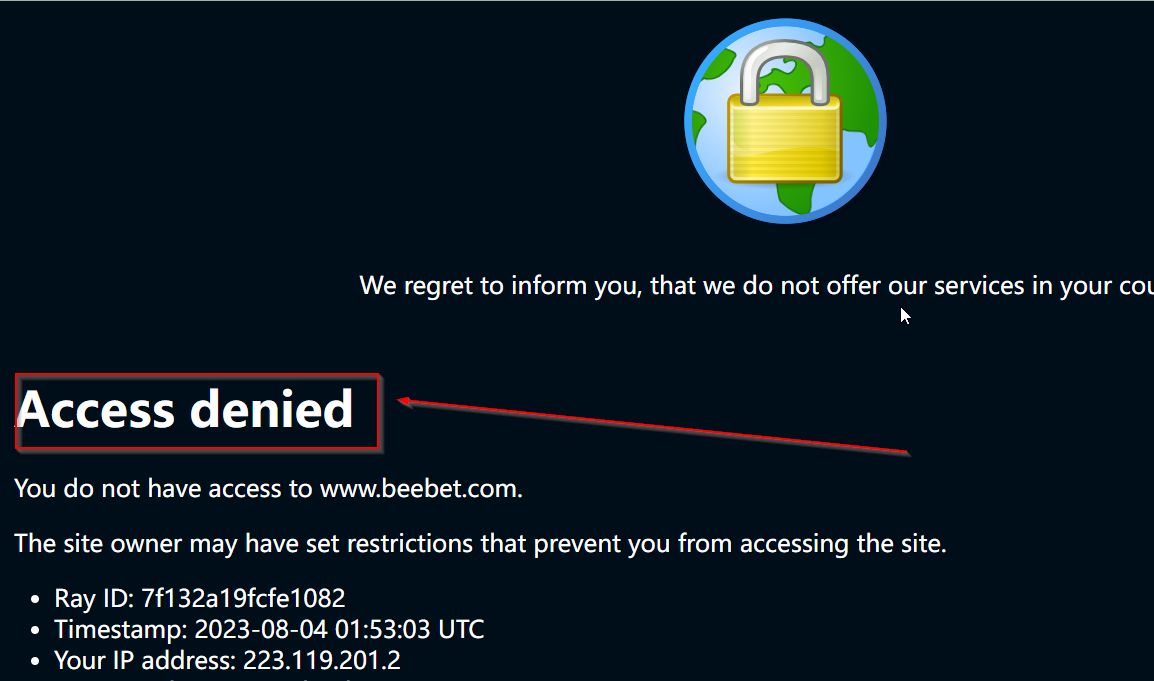 We regret to inform you, that we do not offer our services in your
Access denied
You do not have access to www.beebet.com.
The site owner may have set restrictions that prevent you from accessing the site.
• Ray ID: 7f132a19fcfe1082
• Timestamp: 2023-08-04 01:53:03 UTC
• Your IP address: 223.119.201.2